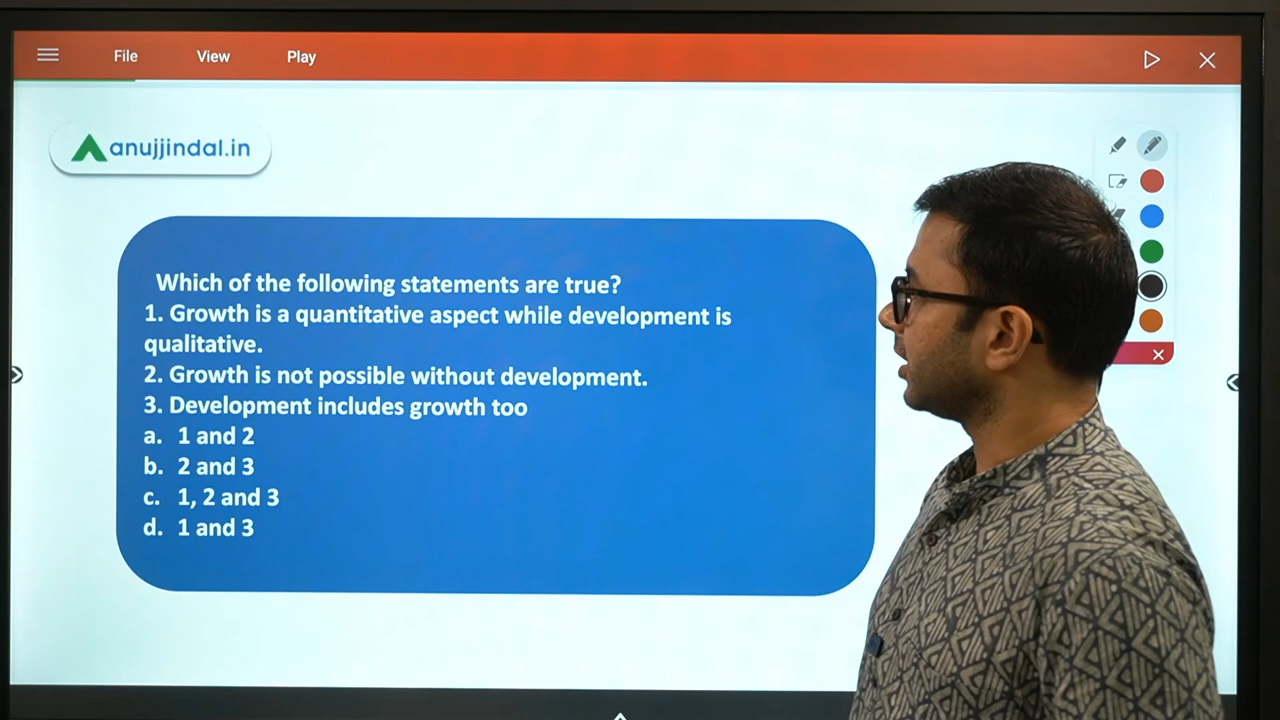 File View Play
anujjindal.in
Which of the following statements are true?
1. Growth is a quantitative aspect while development is
qualitative.
2. Growth is not possible without development.
3. Development includes growth too
a. 1 and 2
b. 2 and 3
c. 1, 2 and 3
d. 1 and 3